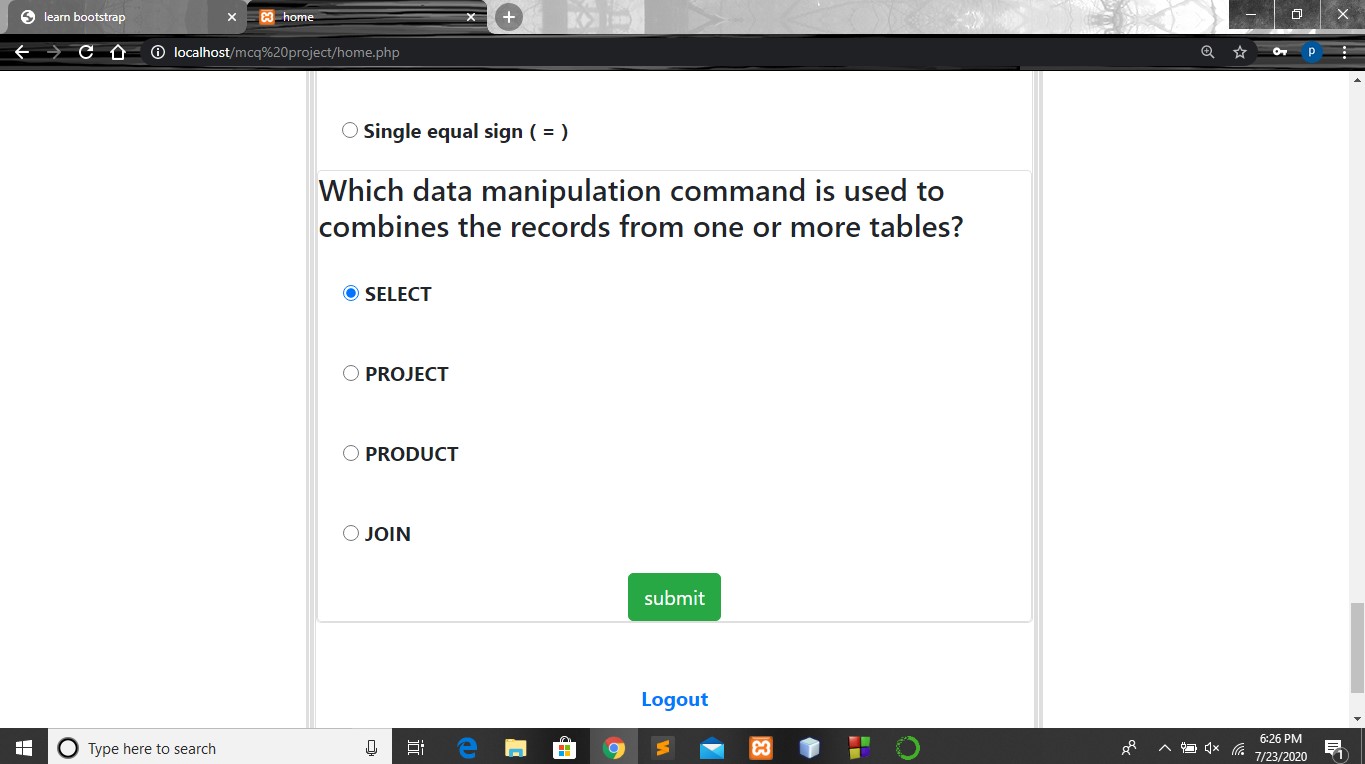 learn bootstrap
home
localhost/mcq%20project/home.php
P
Single equal sign ( = )
Which data manipulation command is used to
combines the records from one or more tables?
SELECT
PROJECT
PRODUCT
JOIN
submit
Logout
Type here to search
6:26 PM
7/23/2020
1